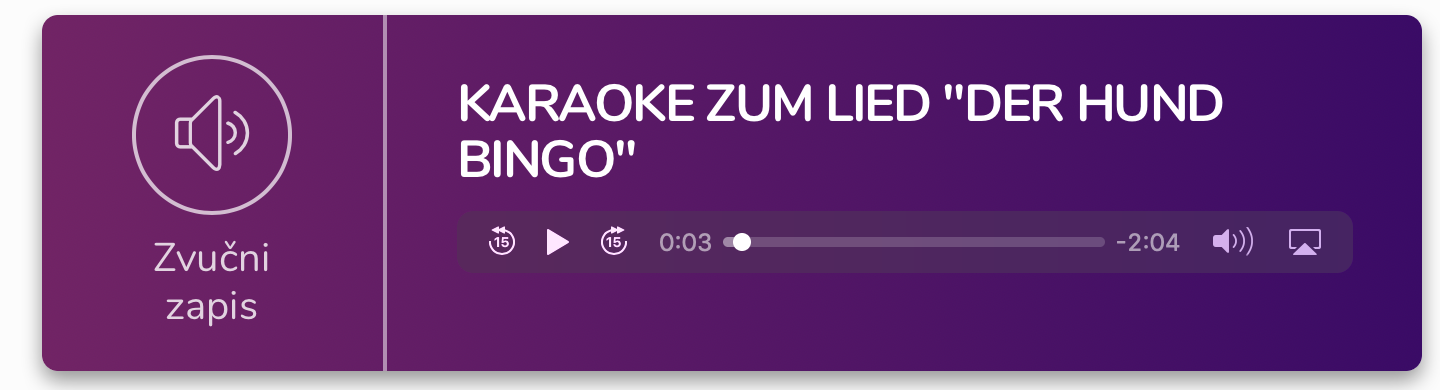 Zvučni
zapis
KARAOKE ZUM LIED "DER HUND
BINGO"
15 15 0:03 -2:04